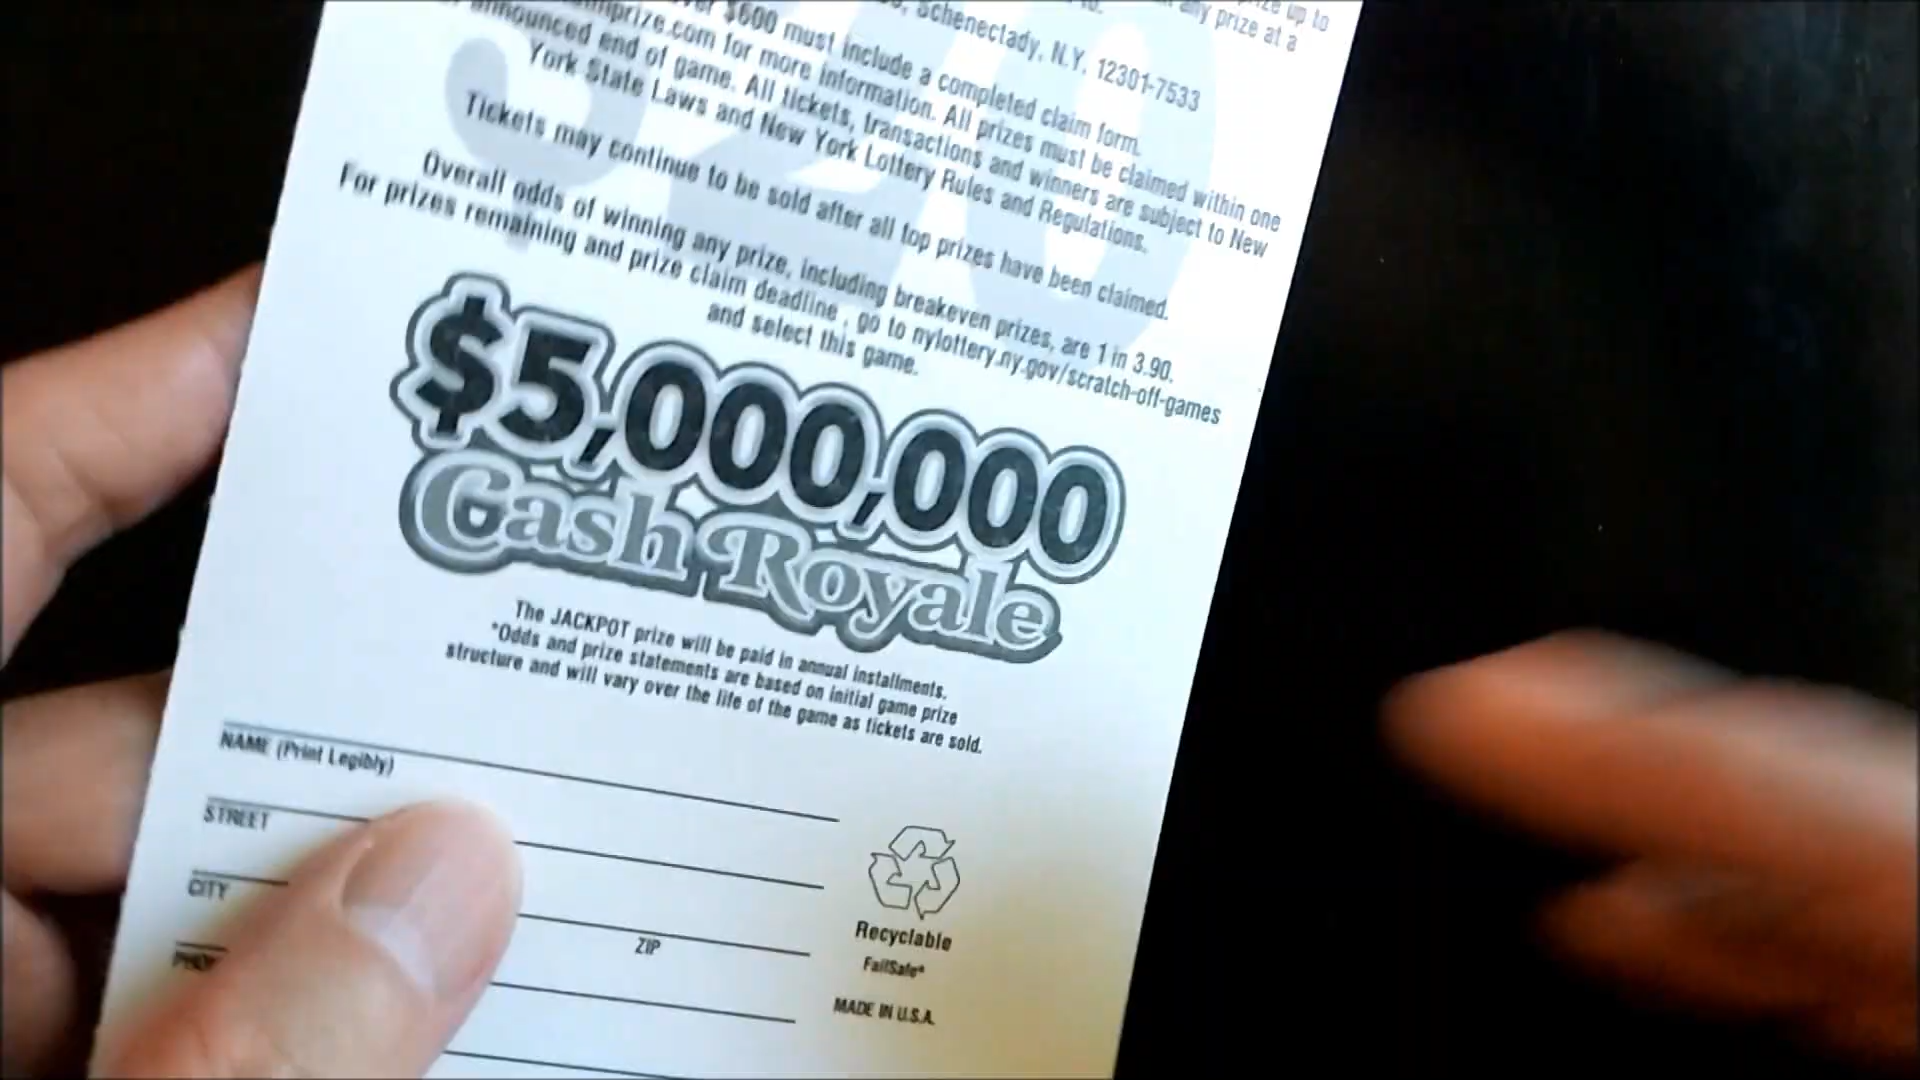 any prize at a
Schenectady, N.Y. 12301-7533
$600 must include a completed claim form.
prize.com for more information. All prizes must be claimed within one
announced end of game. All tickets, transactions and winners are subject to New
York State Laws and New York Lottery Rules and Regulations.
Tickets may continue to be sold after all top prizes have been claimed.
Overall odds of winning any prize, including breakeven prizes, are 1 in 3.90.
For prizes remaining and prize claim deadline, go to nylottery.ny.gov/scratch-off-games
and select this game.
$5,000,000
Cash Royale
The JACKPOT prize will be paid in annual installments.
*Odds and prize statements are based on initial game prize
structure and will vary over the life of the game as tickets are sold.
NAME (Print Legibly)
STREET
CITY
ZIP
Recyclable
FailSafe®
MADE IN U.S.A.